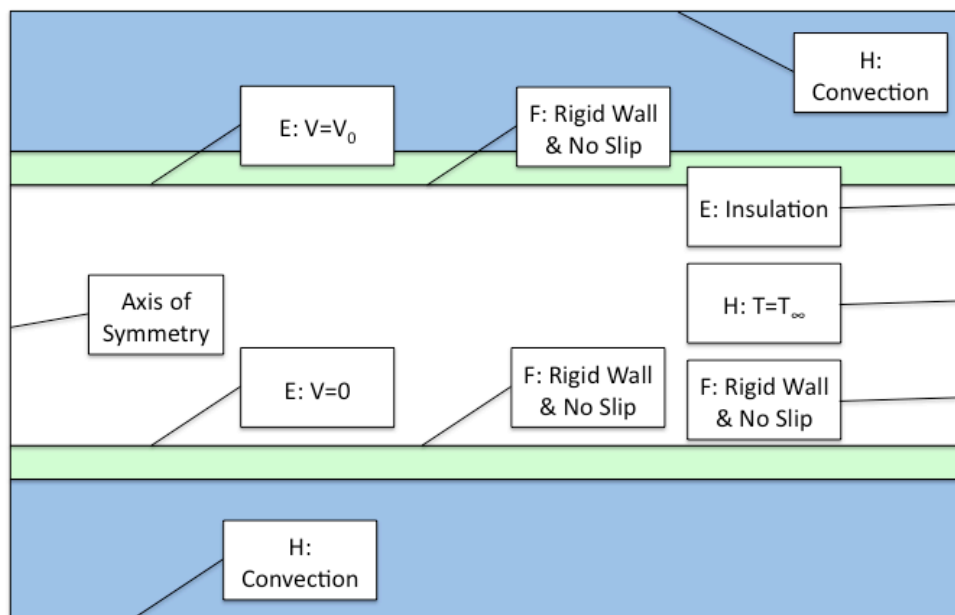 H:
Convection
E: V=V₀
F: Rigid Wall
& No Slip
E: Insulation
Axis of
Symmetry
H: T=T∞
E: V=0
F: Rigid Wall
& No Slip
F: Rigid Wall
& No Slip
H:
Convection